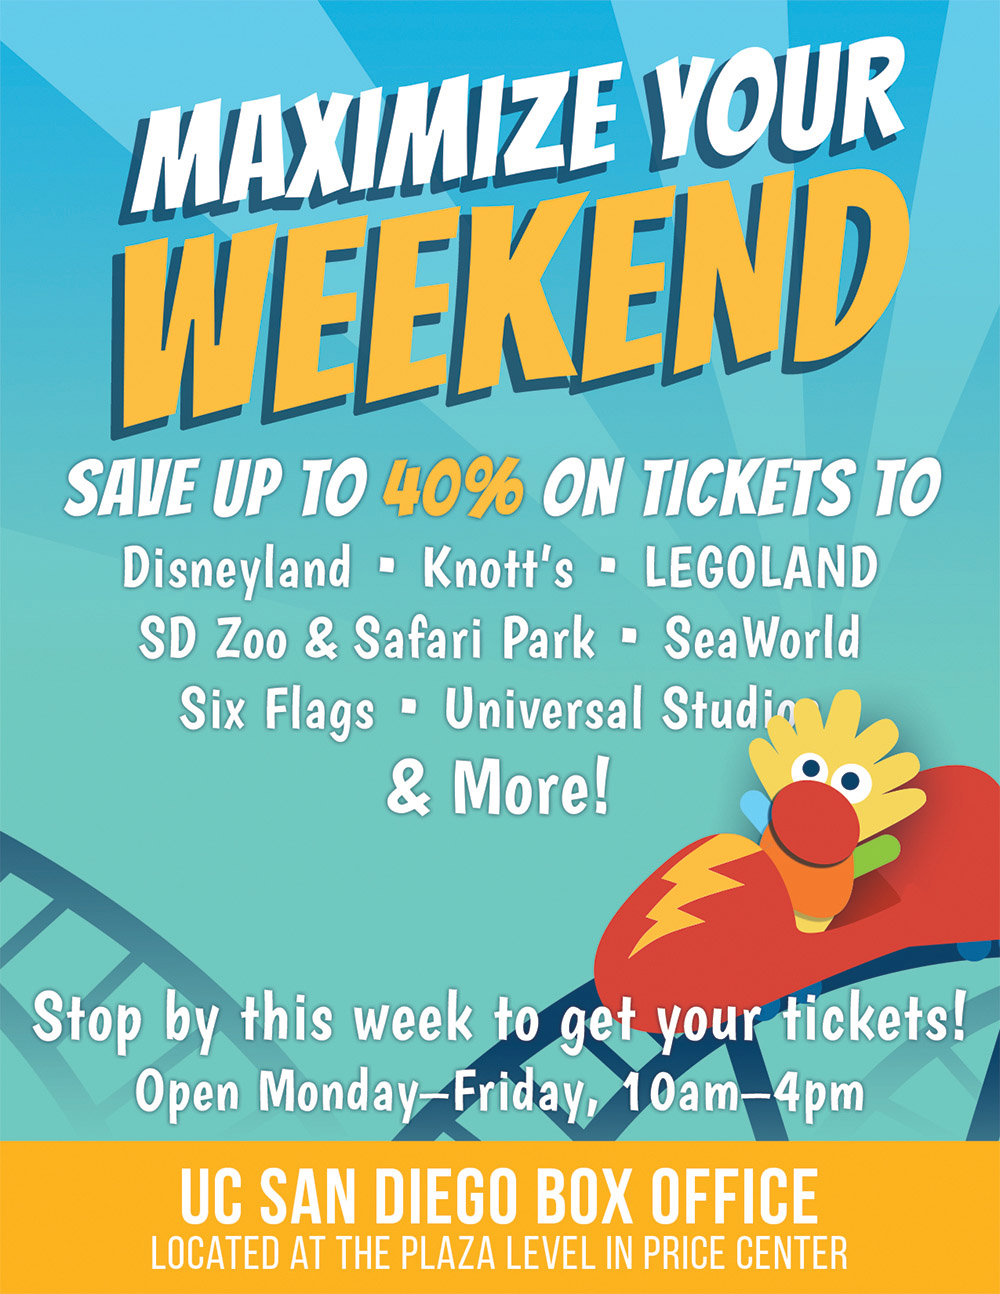 MAXIMIZE YOUR
WEEKEND
SAVE UP TO 40% ON TICKETS TO
Disneyland ▪ Knott's ▪ LEGOLAND
SD Zoo & Safari Park ▪ SeaWorld
Six Flags ▪ Universal Studios
& More!
Stop by this week to get your tickets!
Open Monday–Friday, 10am–4pm
UC SAN DIEGO BOX OFFICE
LOCATED AT THE PLAZA LEVEL IN PRICE CENTER